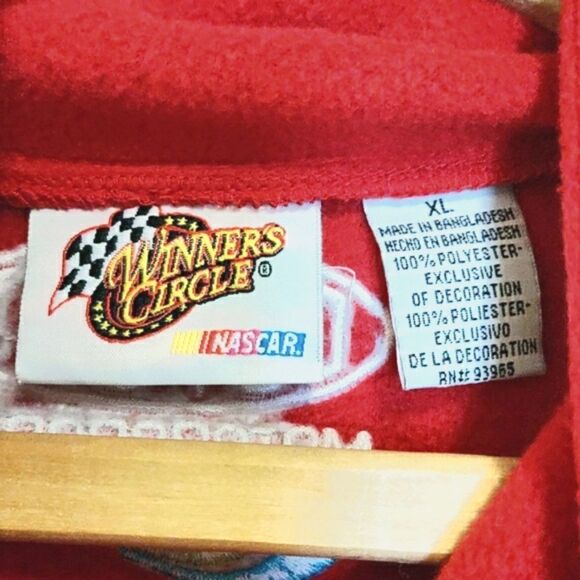 WINNERS
CIRCLE®
NASCAR.
XL
MADE IN BANGLADESH
HECHO EN BANGLADESH
100% POLYESTER-
EXCLUSIVE
OF DECORATION
100% POLIESTER-
EXCLUSIVO
DE LA DECORATION
RN# 93965